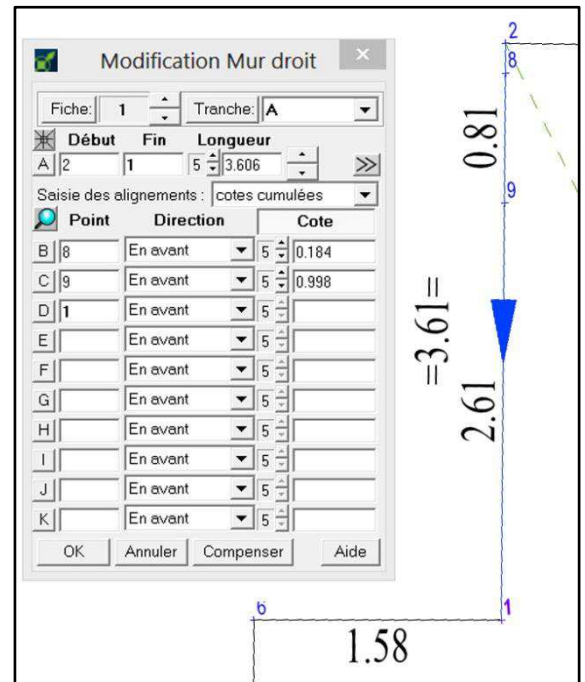 Modification Mur droit ×
Fiche: 1 Tranche: A
Début Fin Longueur
A 2 1 5 3.606 >>
Saisie des alignements : cotes cumulées
Point Direction Cote
B 8 En avant 5 0.184
C 9 En avant 5 0.998
D 1 En avant 5
E En avant 5
F En avant 5
G En avant 5
H En avant 5
I En avant 5
J En avant 5
K En avant 5
OK Annuler Compenser Aide
2
8
0.81
9
=3.61=
2.61
6
1
1.58